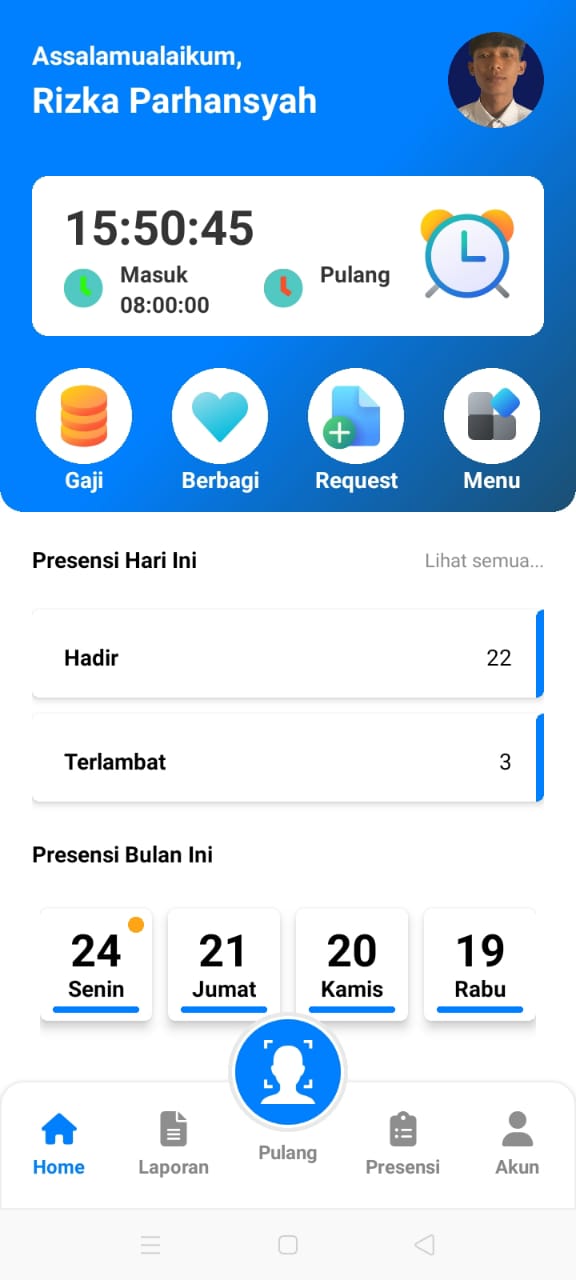 Assalamualaikum,
Rizka Parhansyah
15:50:45
Masuk
08:00:00
Pulang
Gaji
Berbagi
Request
Menu
Presensi Hari Ini
Lihat semua...
Hadir
22
Terlambat
3
Presensi Bulan Ini
24
Senin
21
Jumat
20
Kamis
19
Rabu
Home
Laporan
Pulang
Presensi
Akun